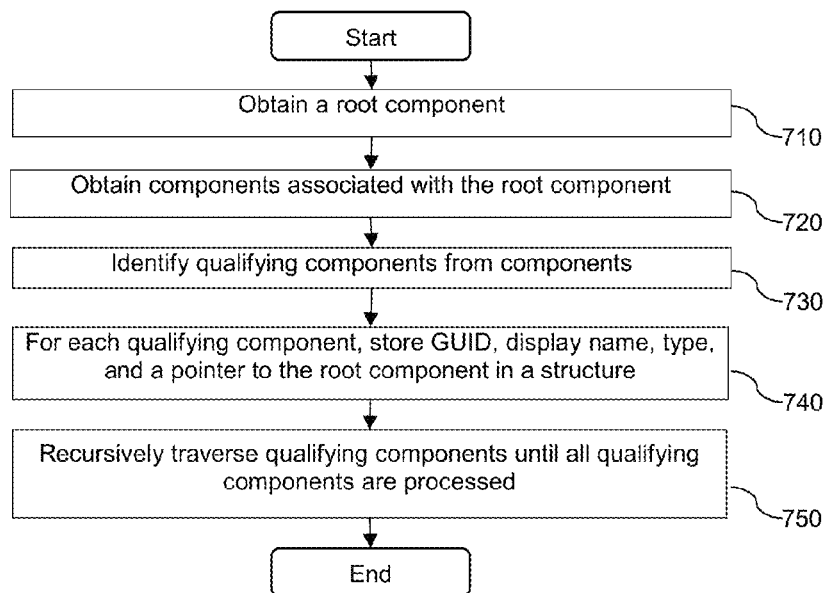 Start
Obtain a root component
710
Obtain components associated with the root component
720
Identify qualifying components from components
730
For each qualifying component, store GUID, display name, type,
and a pointer to the root component in a structure
740
Recursively traverse qualifying components until all qualifying
components are processed
750
End